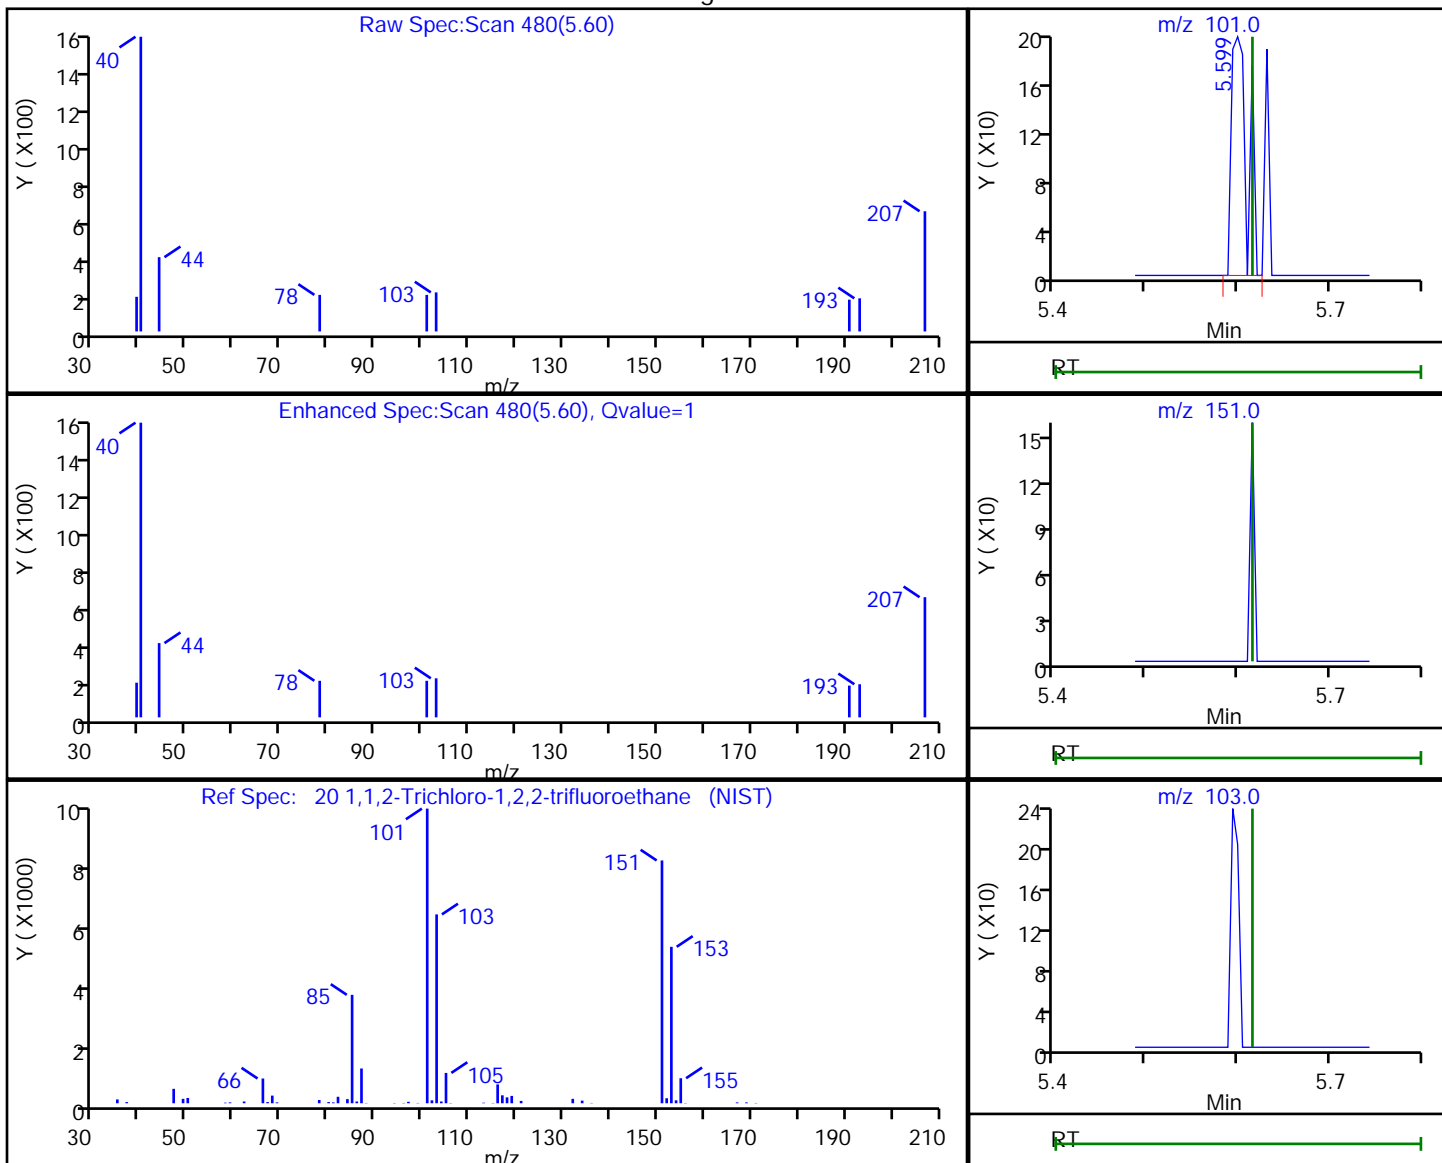 Raw Spec:Scan 480(5.60)
Y ( X100)
16
14
12
10
8
6
4
2
0
40
44
78
103
193
207
30 50 70 90 110 130 150 170 190 210
m/z
m/z 101.0
Y ( X10)
20
16
12
8
4
0
5.599
5.4 5.7
Min
RT
Enhanced Spec:Scan 480(5.60), Qvalue=1
Y ( X100)
16
14
12
10
8
6
4
2
0
40
44
78
103
193
207
30 50 70 90 110 130 150 170 190 210
m/z
m/z 151.0
Y ( X10)
15
12
9
6
3
0
5.4 5.7
Min
RT
Ref Spec: 20 1,1,2-Trichloro-1,2,2-trifluoroethane (NIST)
Y ( X1000)
10
8
6
4
2
0
101
151
103
153
85
66
105
155
30 50 70 90 110 130 150 170 190 210
m/z
m/z 103.0
Y ( X10)
24
20
16
12
8
4
0
5.4 5.7
Min
RT